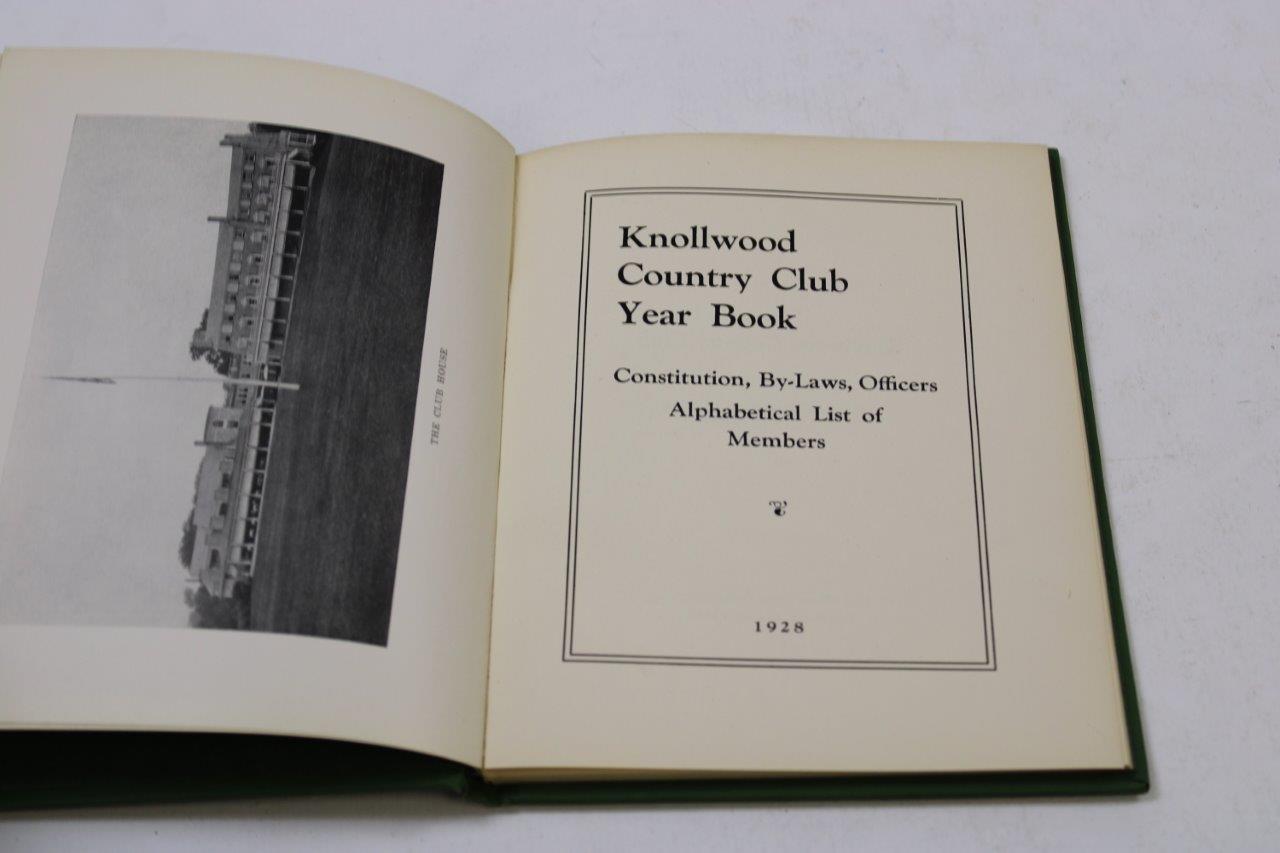 THE CLUB HOUSE
Knollwood
Country Club
Year Book
Constitution, By-Laws, Officers
Alphabetical List of
Members
1928